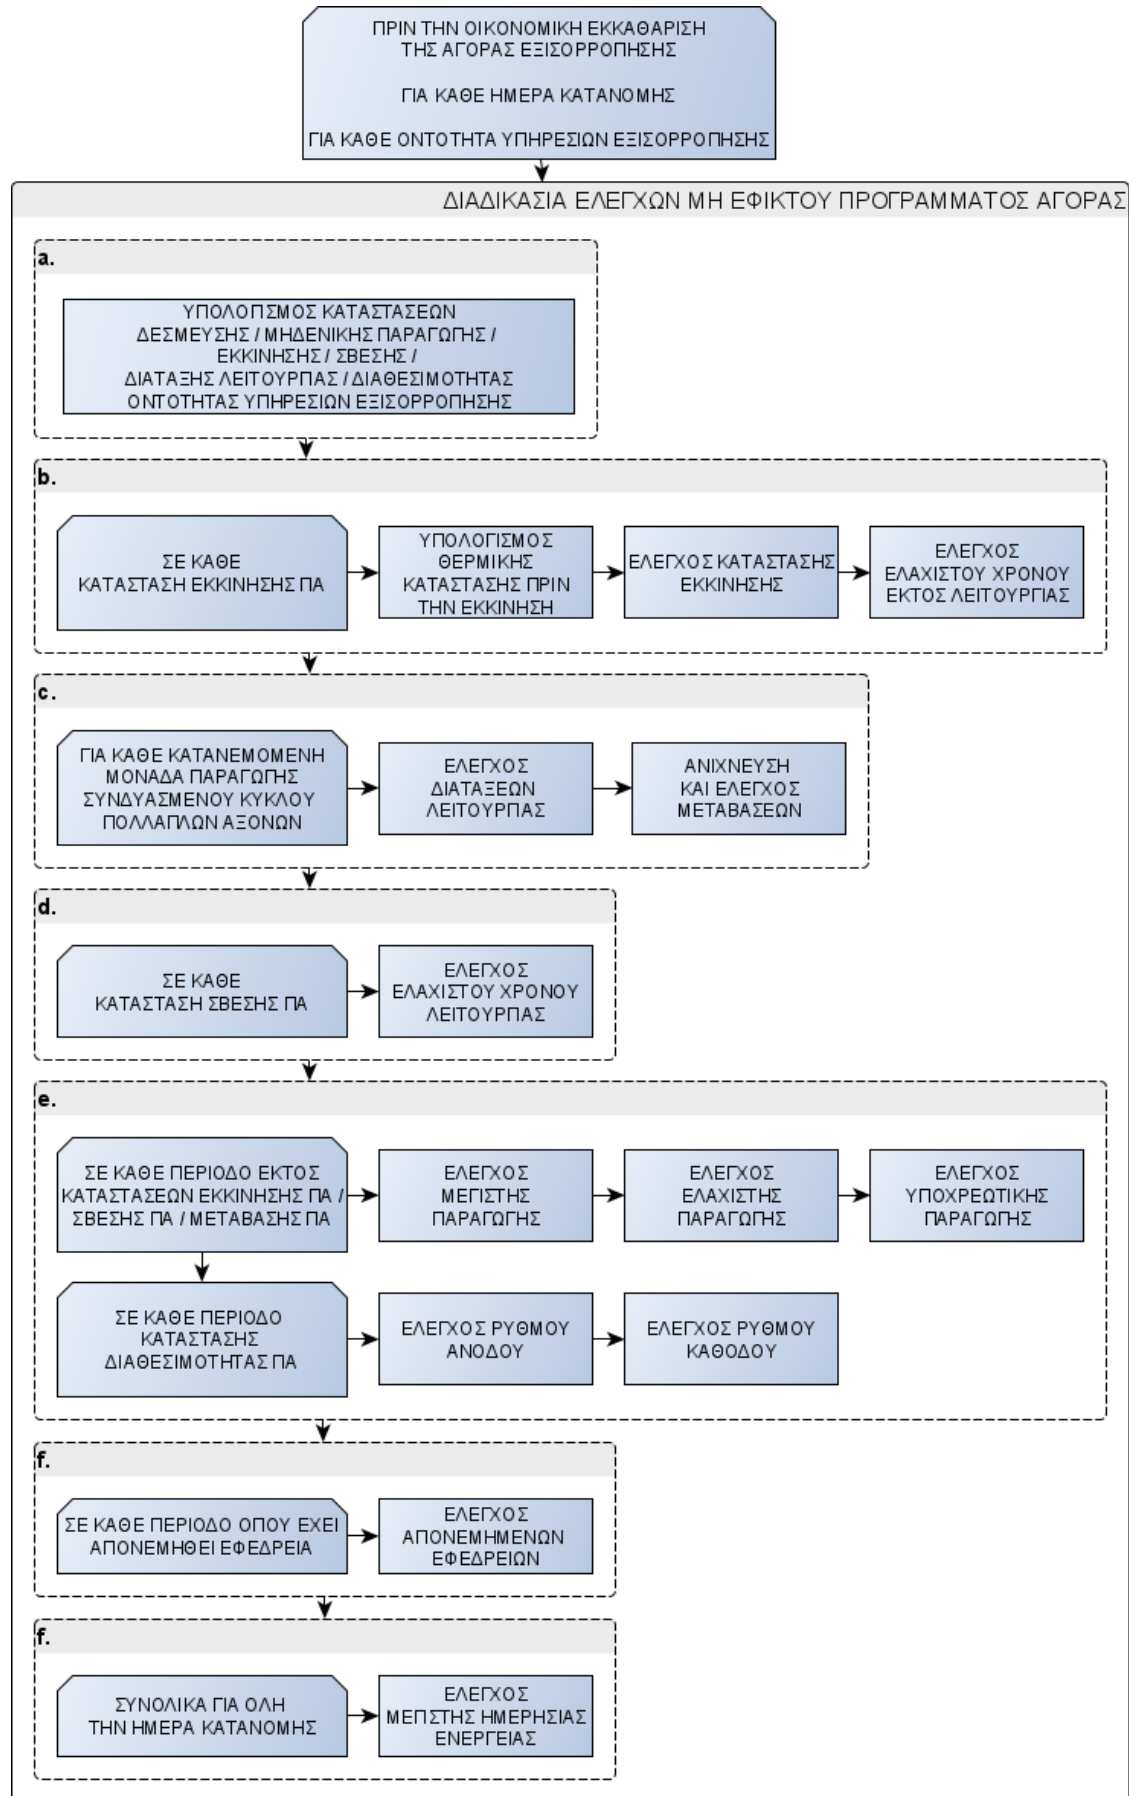 ΠΡΙΝ ΤΗΝ ΟΙΚΟΝΟΜΙΚΗ ΕΚΚΑΘΑΡΙΣΗ
ΤΗΣ ΑΓΟΡΑΣ ΕΞΙΣΟΡΡΟΠΗΣΗΣ
ΓΙΑ ΚΑΘΕ ΗΜΕΡΑ ΚΑΤΑΝΟΜΗΣ
ΓΙΑ ΚΑΘΕ ΟΝΤΟΤΗΤΑ ΥΠΗΡΕΣΙΩΝ ΕΞΙΣΟΡΡΟΠΗΣΗΣ
ΔΙΑΔΙΚΑΣΙΑ ΕΛΕΓΧΩΝ ΜΗ ΕΦΙΚΤΟΥ ΠΡΟΓΡΑΜΜΑΤΟΣ ΑΓΟΡΑΣ
a.
ΥΠΟΛΟΓΙΣΜΟΣ ΚΑΤΑΣΤΑΣΕΩΝ
ΔΕΣΜΕΥΣΗΣ / ΜΗΔΕΝΙΚΗΣ ΠΑΡΑΓΩΓΗΣ /
ΕΚΚΙΝΗΣΗΣ / ΣΒΕΣΗΣ /
ΔΙΑΤΑΞΗΣ ΛΕΙΤΟΥΡΓΙΑΣ / ΔΙΑΘΕΣΙΜΟΤΗΤΑΣ
ΟΝΤΟΤΗΤΑΣ ΥΠΗΡΕΣΙΩΝ ΕΞΙΣΟΡΡΟΠΗΣΗΣ
b.
ΣΕ ΚΑΘΕ
ΚΑΤΑΣΤΑΣΗ ΕΚΚΙΝΗΣΗΣ ΠΑ
ΥΠΟΛΟΓΙΣΜΟΣ
ΘΕΡΜΙΚΗΣ
ΚΑΤΑΣΤΑΣΗΣ ΠΡΙΝ
ΤΗΝ ΕΚΚΙΝΗΣΗ
ΕΛΕΓΧΟΣ ΚΑΤΑΣΤΑΣΗΣ
ΕΚΚΙΝΗΣΗΣ
ΕΛΕΓΧΟΣ
ΕΛΑΧΙΣΤΟΥ ΧΡΟΝΟΥ
ΕΚΤΟΣ ΛΕΙΤΟΥΡΓΙΑΣ
c.
ΓΙΑ ΚΑΘΕ ΚΑΤΑΝΕΜΟΜΕΝΗ
ΜΟΝΑΔΑ ΠΑΡΑΓΩΓΗΣ
ΣΥΝΔΥΑΣΜΕΝΟΥ ΚΥΚΛΟΥ
ΠΟΛΛΑΠΛΩΝ ΑΞΟΝΩΝ
ΕΛΕΓΧΟΣ
ΔΙΑΤΑΞΕΩΝ
ΛΕΙΤΟΥΡΓΙΑΣ
ΑΝΙΧΝΕΥΣΗ
ΚΑΙ ΕΛΕΓΧΟΣ
ΜΕΤΑΒΑΣΕΩΝ
d.
ΣΕ ΚΑΘΕ
ΚΑΤΑΣΤΑΣΗ ΣΒΕΣΗΣ ΠΑ
ΕΛΕΓΧΟΣ
ΕΛΑΧΙΣΤΟΥ ΧΡΟΝΟΥ
ΛΕΙΤΟΥΡΓΙΑΣ
e.
ΣΕ ΚΑΘΕ ΠΕΡΙΟΔΟ ΕΚΤΟΣ
ΚΑΤΑΣΤΑΣΕΩΝ ΕΚΚΙΝΗΣΗΣ ΠΑ /
ΣΒΕΣΗΣ ΠΑ / ΜΕΤΑΒΑΣΗΣ ΠΑ
ΕΛΕΓΧΟΣ
ΜΕΓΙΣΤΗΣ
ΠΑΡΑΓΩΓΗΣ
ΕΛΕΓΧΟΣ
ΕΛΑΧΙΣΤΗΣ
ΠΑΡΑΓΩΓΗΣ
ΕΛΕΓΧΟΣ
ΥΠΟΧΡΕΩΤΙΚΗΣ
ΠΑΡΑΓΩΓΗΣ
ΣΕ ΚΑΘΕ ΠΕΡΙΟΔΟ
ΚΑΤΑΣΤΑΣΗΣ
ΔΙΑΘΕΣΙΜΟΤΗΤΑΣ ΠΑ
ΕΛΕΓΧΟΣ ΡΥΘΜΟΥ
ΑΝΟΔΟΥ
ΕΛΕΓΧΟΣ ΡΥΘΜΟΥ
ΚΑΘΟΔΟΥ
f.
ΣΕ ΚΑΘΕ ΠΕΡΙΟΔΟ ΟΠΟΥ ΕΧΕΙ
ΑΠΟΝΕΜΗΘΕΙ ΕΦΕΔΡΕΙΑ
ΕΛΕΓΧΟΣ
ΑΠΟΝΕΜΗΜΕΝΩΝ
ΕΦΕΔΡΕΙΩΝ
f.
ΣΥΝΟΛΙΚΑ ΓΙΑ ΟΛΗ
ΤΗΝ ΗΜΕΡΑ ΚΑΤΑΝΟΜΗΣ
ΕΛΕΓΧΟΣ
ΜΕΓΙΣΤΗΣ ΗΜΕΡΗΣΙΑΣ
ΕΝΕΡΓΕΙΑΣ